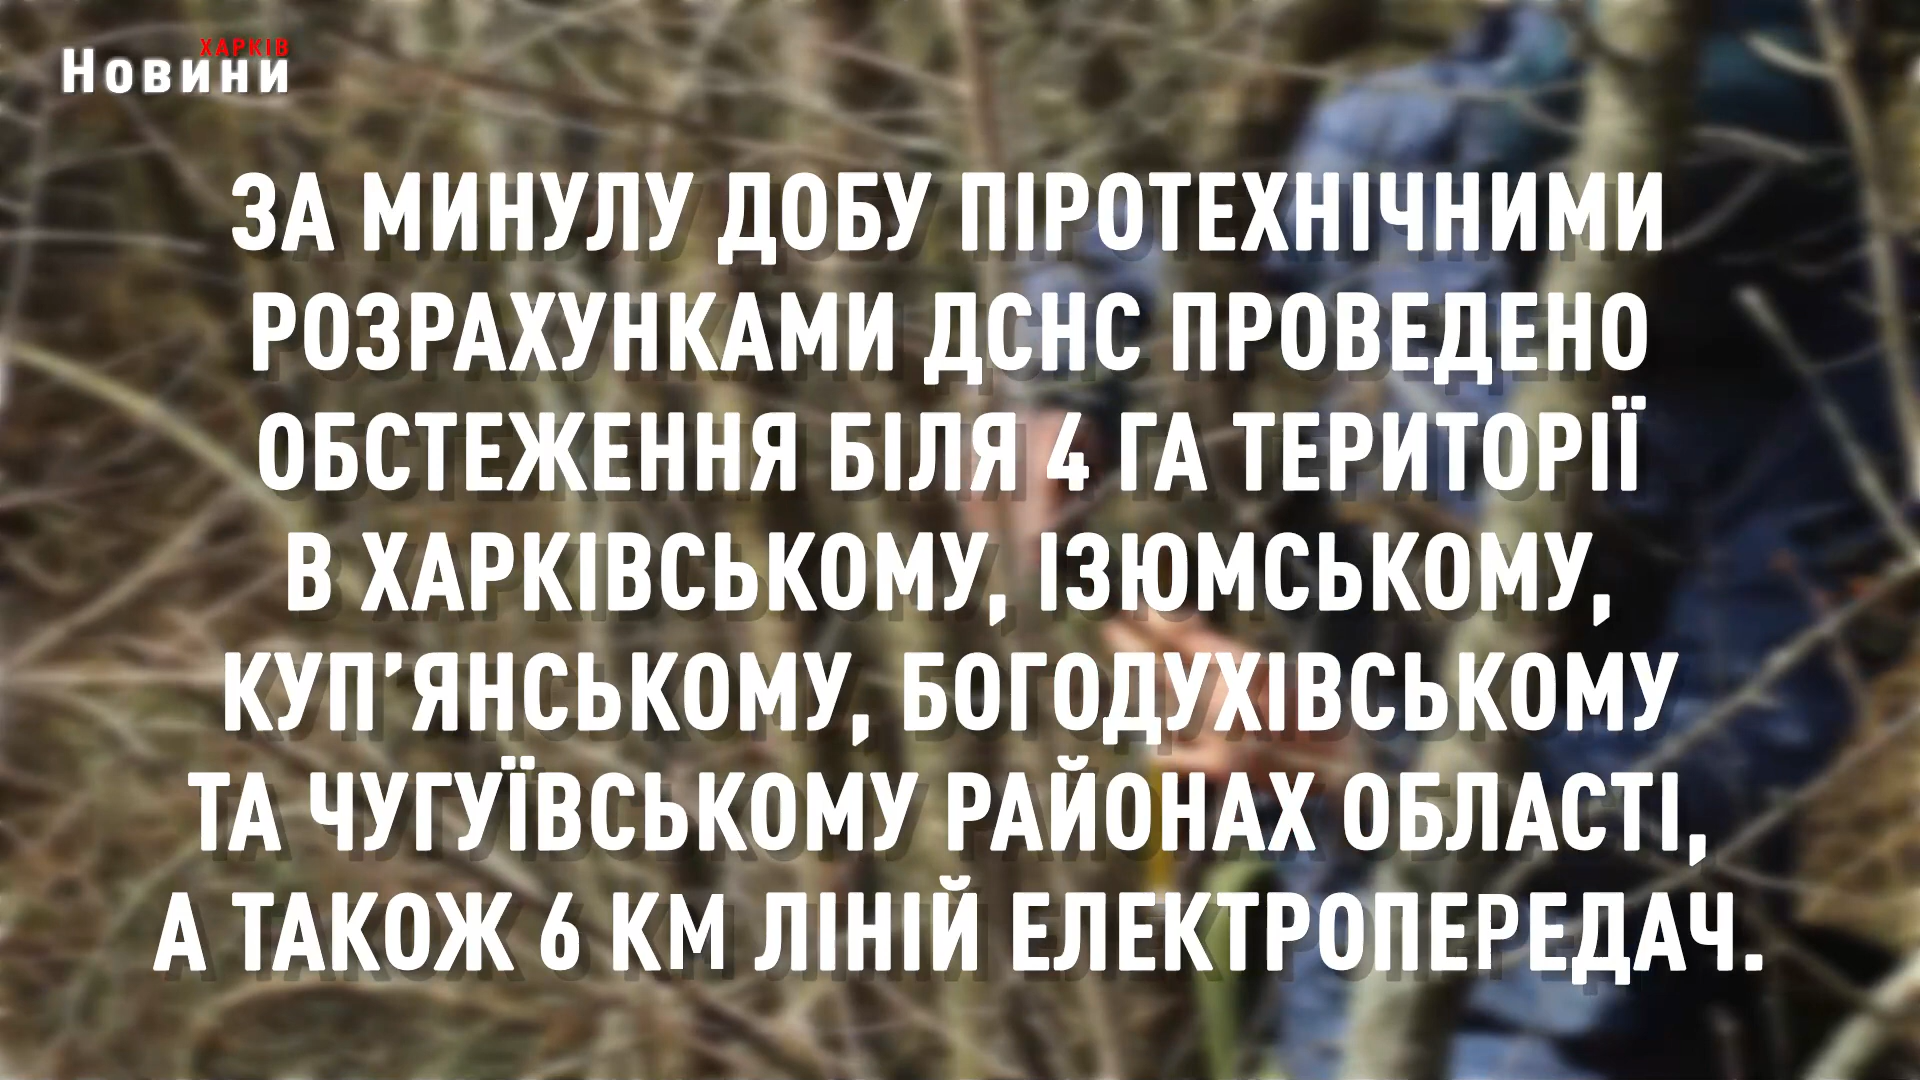 ХАРКІВ
Новини
ЗА МИНУЛУ ДОБУ ПІРОТЕХНІЧНИМИ
РОЗРАХУНКАМИ ДСНС ПРОВЕДЕНО
ОБСТЕЖЕННЯ БІЛЯ 4 ГА ТЕРИТОРІЇ
В ХАРКІВСЬКОМУ, ІЗЮМСЬКОМУ,
КУП’ЯНСЬКОМУ, БОГОДУХІВСЬКОМУ
ТА ЧУГУЇВСЬКОМУ РАЙОНАХ ОБЛАСТІ,
А ТАКОЖ 6 КМ ЛІНІЙ ЕЛЕКТРОПЕРЕДАЧ.